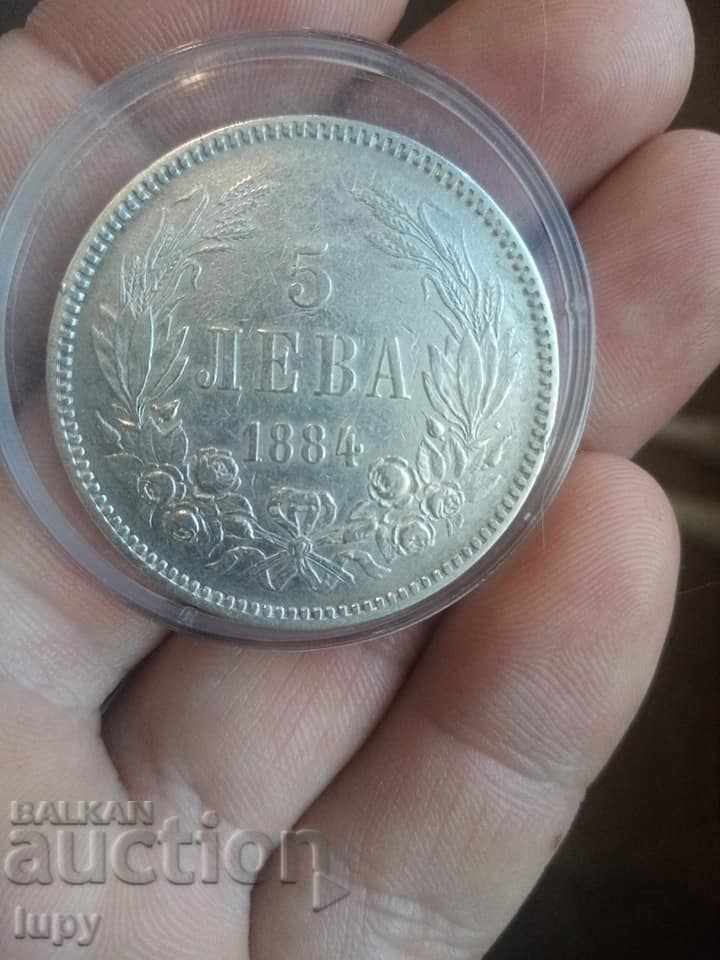 5
ЛЕВА
1884
BALKAN
auction
lupy